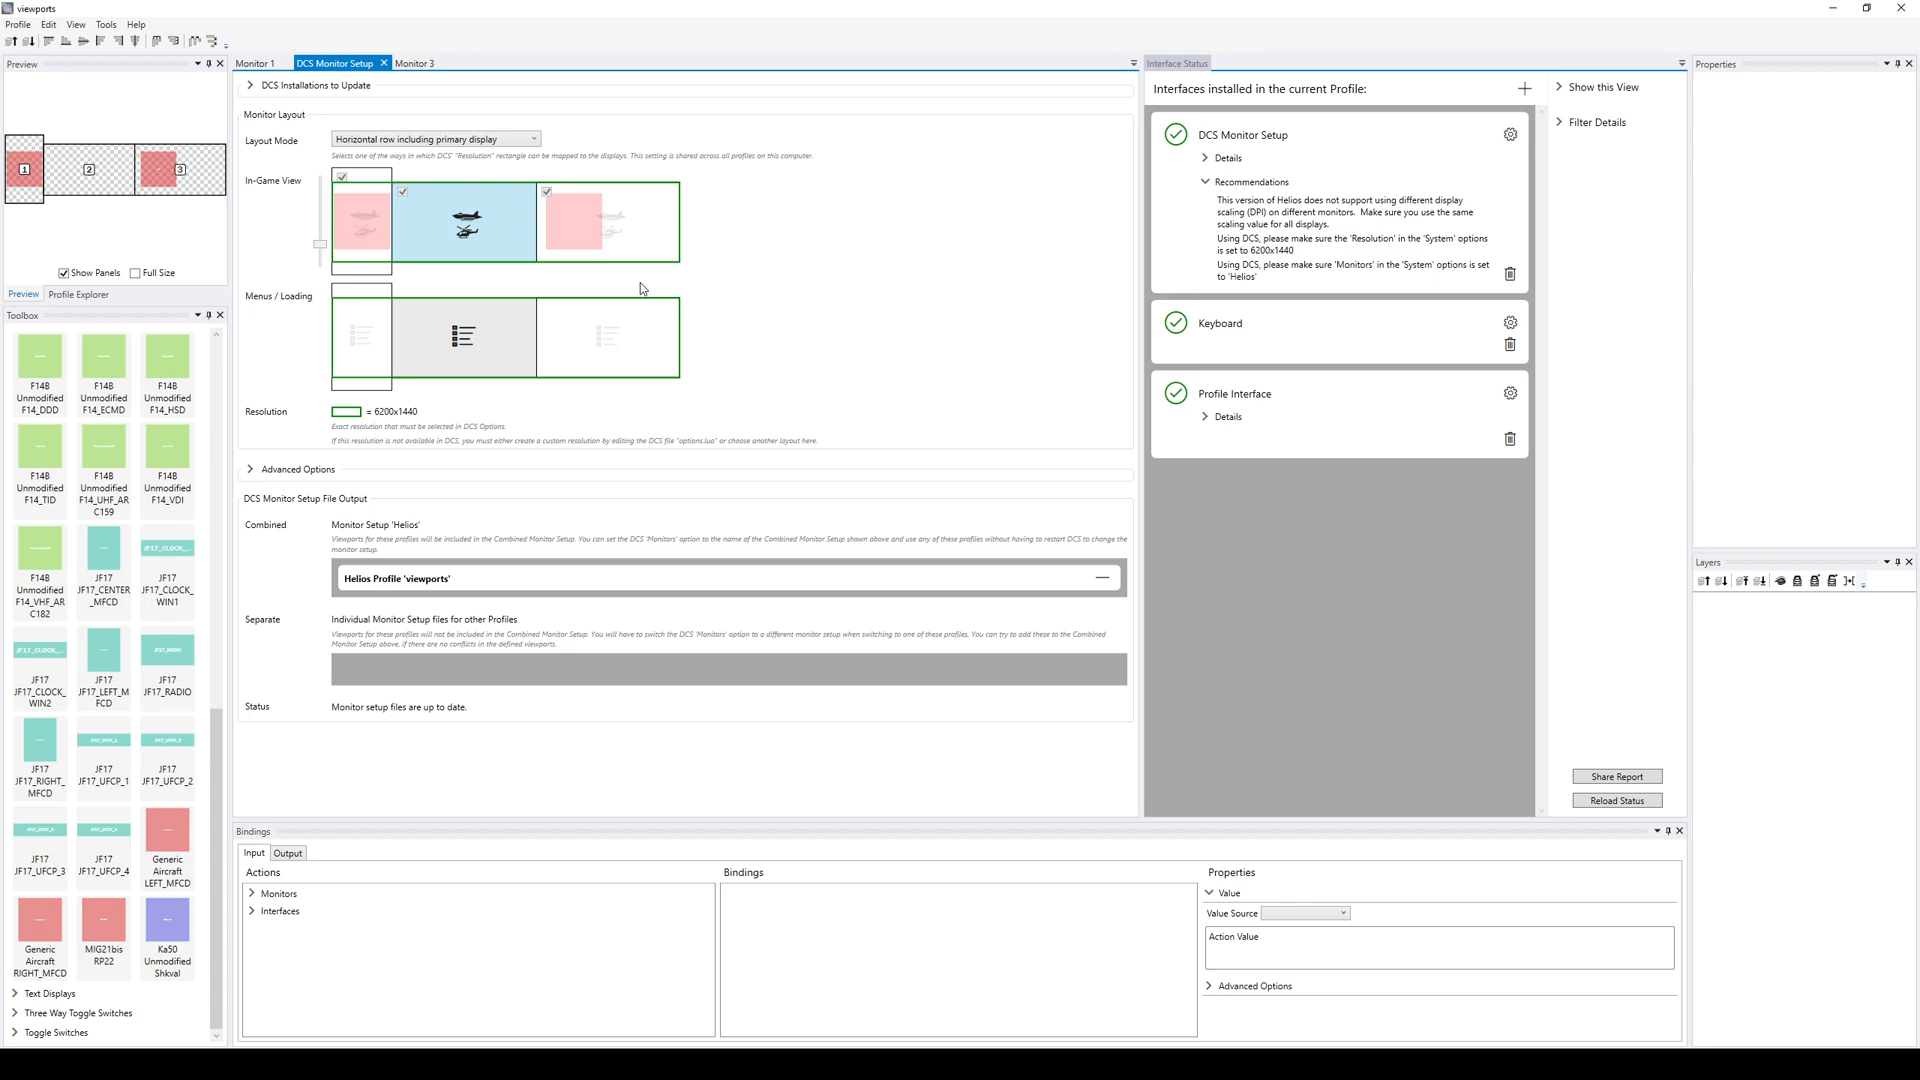 viewports
Profile Edit View Tools Help
Preview
1
2
3
Show Panels Full Size
Preview Profile Explorer
Toolbox
F14B Unmodified F14_DDD
F14B Unmodified F14_ECMD
F14B Unmodified F14_HSD
F14B Unmodified F14_TID
F14B Unmodified F14_UHF_AR C159
F14B Unmodified F14_VDI
F14B Unmodified F14_VHF_AR C182
JF17 JF17_CENTER _MFCD
JF17_CLOCK_...
JF17 JF17_CLOCK_ WIN1
JF17_CLOCK_...
JF17 JF17_CLOCK_ WIN2
JF17 JF17_LEFT_M FCD
JF17_RADIO
JF17 JF17_RADIO
JF17 JF17_RIGHT_ MFCD
JF17 JF17_UFCP_1
JF17 JF17_UFCP_2
JF17 JF17_UFCP_3
JF17 JF17_UFCP_4
Generic Aircraft LEFT_MFCD
Generic Aircraft RIGHT_MFCD
MIG21bis RP22
Ka50 Unmodified Shkval
Text Displays
Three Way Toggle Switches
Toggle Switches
Monitor 1 DCS Monitor Setup Monitor 3
DCS Installations to Update
Monitor Layout
Layout Mode Horizontal row including primary display
Selects one of the ways in which DCS' "Resolution" rectangle can be mapped to the displays. This setting is shared across all profiles on this computer.
In-Game View
Menus / Loading
Resolution = 6200x1440
Exact resolution that must be selected in DCS Options.
If this resolution is not available in DCS, you must either create a custom resolution by editing the DCS file "options.lua" or choose another layout here.
Advanced Options
DCS Monitor Setup File Output
Combined Monitor Setup 'Helios'
Viewports for these profiles will be included in the Combined Monitor Setup. You can set the DCS 'Monitors' option to the name of the Combined Monitor Setup shown above and use any of these profiles without having to restart DCS to change the
monitor setup.
Helios Profile 'viewports'
Separate Individual Monitor Setup files for other Profiles
Viewports for these profiles will not be included in the Combined Monitor Setup. You will have to switch the DCS 'Monitors' option to a different monitor setup when switching to one of these profiles. You can try to add these to the Combined
Monitor Setup above, if there are no conflicts in the defined viewports.
Status Monitor setup files are up to date.
Interface Status
Interfaces installed in the current Profile:
DCS Monitor Setup
Details
Recommendations
This version of Helios does not support using different display
scaling (DPI) on different monitors. Make sure you use the same
scaling value for all displays.
Using DCS, please make sure the 'Resolution' in the 'System' options
is set to 6200x1440
Using DCS, please make sure 'Monitors' in the 'System' options is set
to 'Helios'
Keyboard
Profile Interface
Details
Show this View
Filter Details
Share Report
Reload Status
Bindings
Input Output
Actions
Monitors
Interfaces
Bindings
Properties
Value
Value Source
Action Value
Advanced Options
Properties
Layers